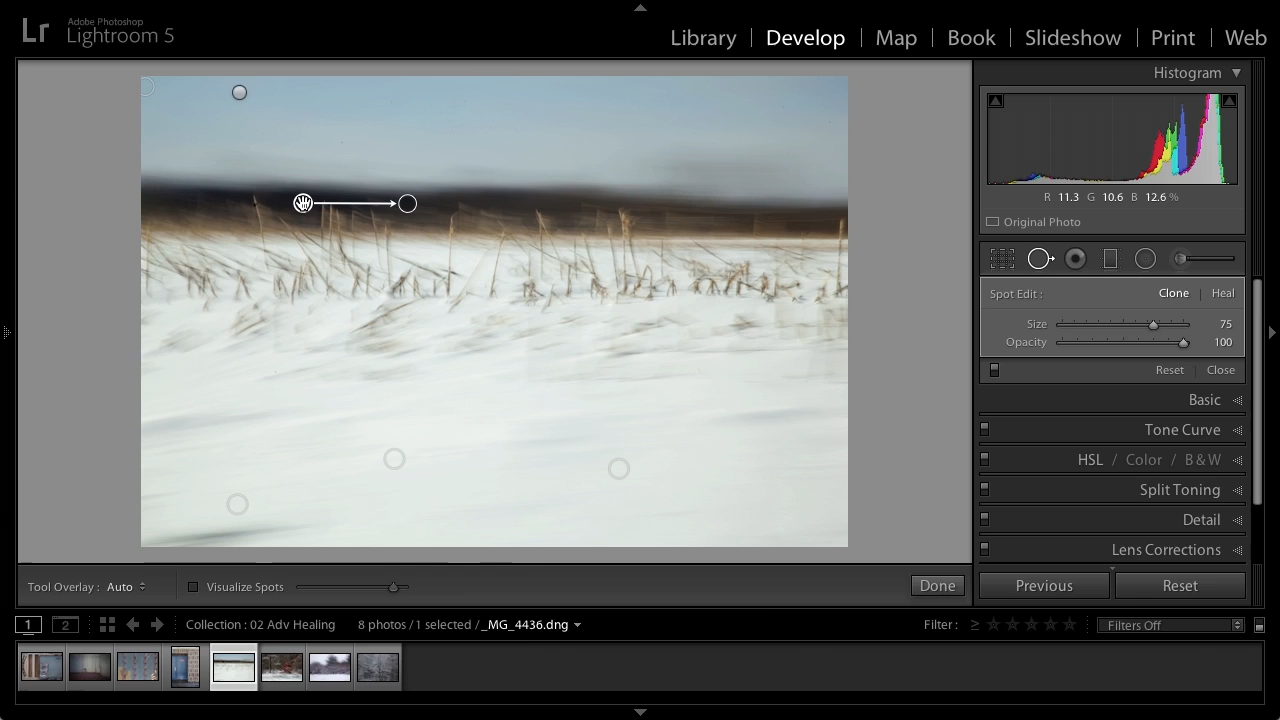 Lr Adobe Photoshop
Lightroom 5
Library | Develop | Map | Book | Slideshow | Print | Web
Histogram
R 11.3 G 10.6 B 12.6 %
Original Photo
Spot Edit : Clone | Heal
Size 75
Opacity 100
Reset | Close
Basic
Tone Curve
HSL / Color / B & W
Split Toning
Detail
Lens Corrections
Tool Overlay : Auto Visualize Spots Done
Previous Reset
1 2 Collection : 02 Adv Healing 8 photos / 1 selected / _MG_4436.dng Filter : ≥ Filters Off